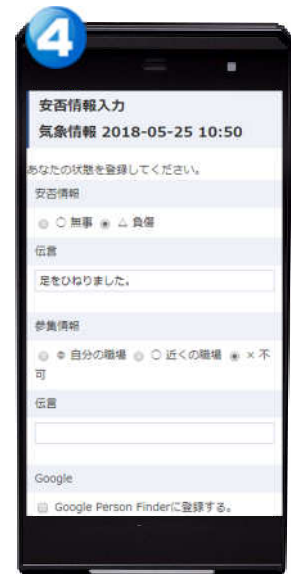 4
安否情報入力
気象情報 2018-05-25 10:50
あなたの状態を登録してください。
安否情報
○ 無事 △ 負傷
伝言
足をひねりました。
参集情報
◎ 自分の職場 ○ 近くの職場 × 不
可
伝言
Google
Google Person Finderに登録する。